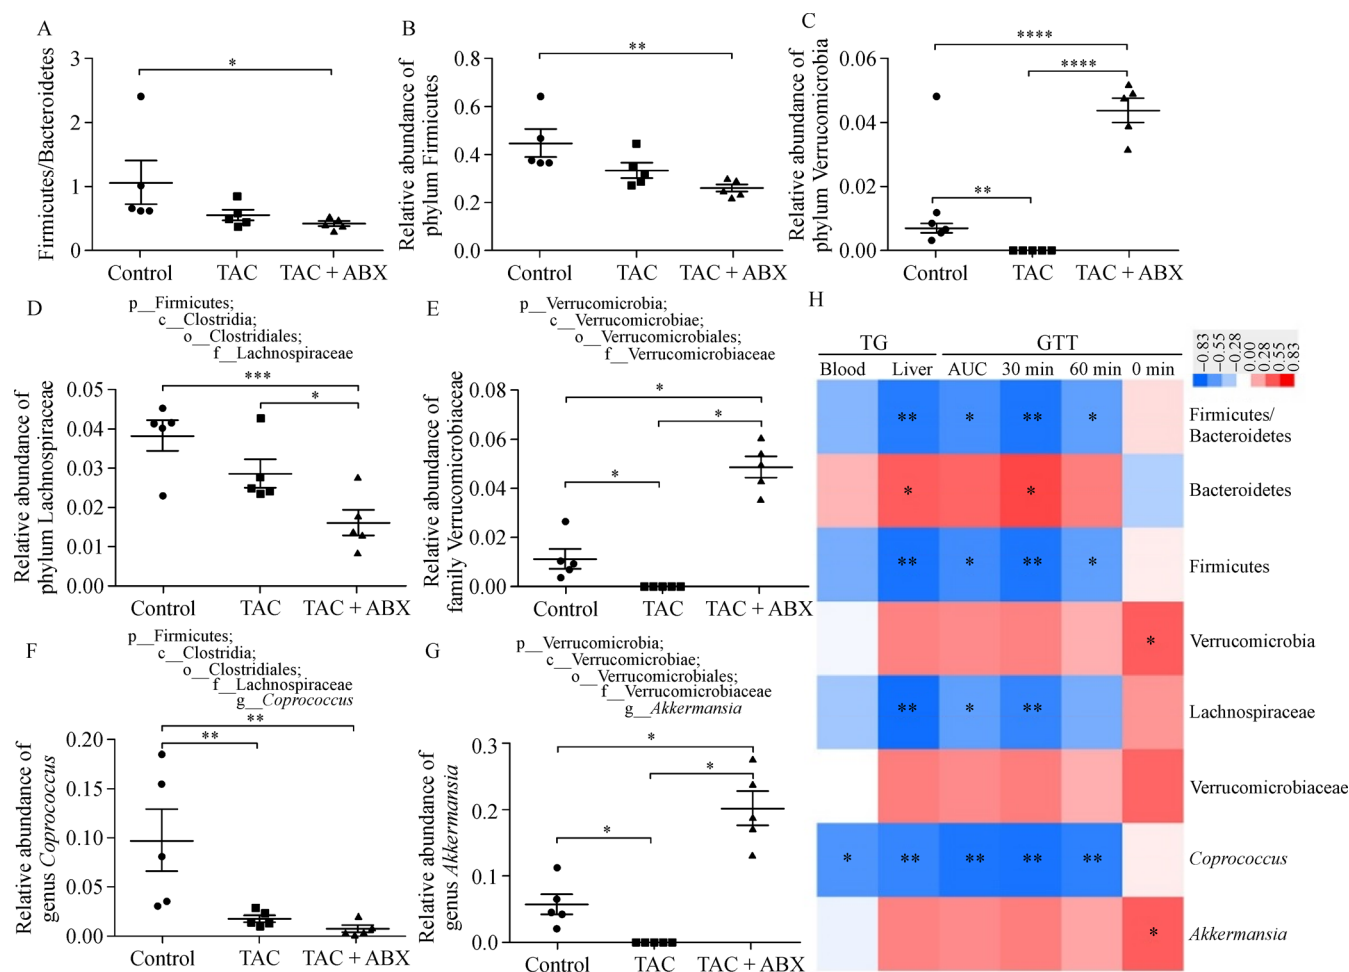 A
Firmicutes/Bacteroidetes
3
2
1
0
*
Control
TAC
TAC + ABX
B
Relative abundance of
phylum Firmicutes
0.8
0.6
0.4
0.2
0.0
**
Control
TAC
TAC + ABX
C
Relative abundance of
phylum Verrucomicrobia
0.06
0.04
0.02
0.00
****
****
**
Control
TAC
TAC + ABX
D
p__Firmicutes;
c__Clostridia;
o__Clostridiales;
f__Lachnospiraceae
Relative abundance of
phylum Lachnospiraceae
0.05
0.04
0.03
0.02
0.01
0.00
***
*
Control
TAC
TAC + ABX
E
p__Verrucomicrobia;
c__Verrucomicrobiae;
o__Verrucomicrobiales;
f__Verrucomicrobiaceae
Relative abundance of
family Verrucomicrobiaceae
0.08
0.06
0.04
0.02
0.00
*
*
*
Control
TAC
TAC + ABX
F
p__Firmicutes;
c__Clostridia;
o__Clostridiales;
f__Lachnospiraceae
g__Coprococcus
Relative abundance of
genus Coprococcus
0.20
0.15
0.10
0.05
0.00
**
**
Control
TAC
TAC + ABX
G
p__Verrucomicrobia;
c__Verrucomicrobiae;
o__Verrucomicrobiales;
f__Verrucomicrobiaceae
g__Akkermansia
Relative abundance of
genus Akkermansia
0.3
0.2
0.1
0.0
*
*
*
Control
TAC
TAC + ABX
H
TG GTT
Blood Liver AUC 30 min 60 min 0 min
−0.83 −0.55 −0.28 0.00 0.28 0.55 0.83
** * ** * Firmicutes/
Bacteroidetes
* * Bacteroidetes
** * ** * Firmicutes
* Verrucomicrobia
** * ** Lachnospiraceae
Verrucomicrobiaceae
* ** ** ** ** Coprococcus
* Akkermansia